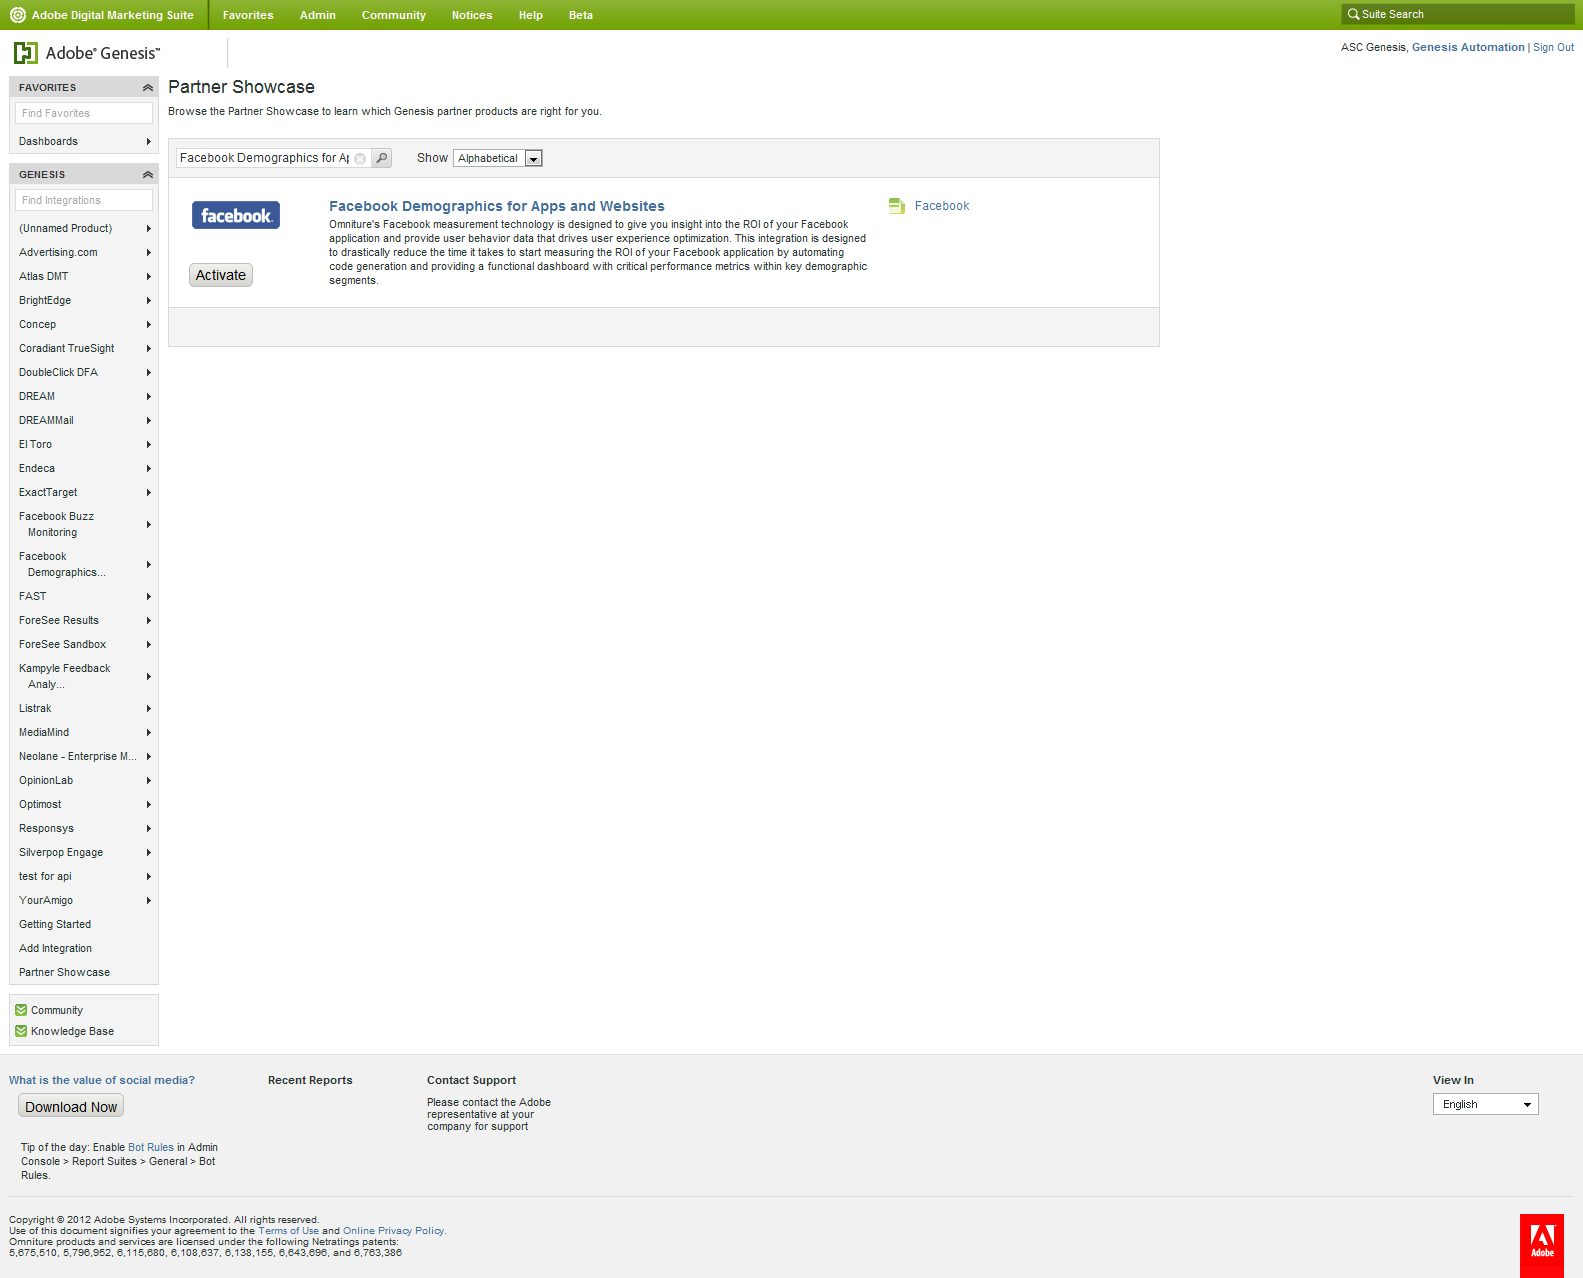 Adobe Digital Marketing Suite Favorites Admin Community Notices Help Beta Suite Search
Adobe® Genesis™ ASC Genesis, Genesis Automation | Sign Out
FAVORITES
Find Favorites
Dashboards
GENESIS
Find Integrations
(Unnamed Product)
Advertising.com
Atlas DMT
BrightEdge
Concep
Coradiant TrueSight
DoubleClick DFA
DREAM
DREAMMail
El Toro
Endeca
ExactTarget
Facebook Buzz
Monitoring
Facebook
Demographics...
FAST
ForeSee Results
ForeSee Sandbox
Kampyle Feedback
Analy...
Listrak
MediaMind
Neolane - Enterprise M...
OpinionLab
Optimost
Responsys
Silverpop Engage
test for api
YourAmigo
Getting Started
Add Integration
Partner Showcase
Community
Knowledge Base
Partner Showcase
Browse the Partner Showcase to learn which Genesis partner products are right for you.
Facebook Demographics for Ap Show Alphabetical
facebook.
Activate
Facebook Demographics for Apps and Websites
Omniture's Facebook measurement technology is designed to give you insight into the ROI of your Facebook
application and provide user behavior data that drives user experience optimization. This integration is designed
to drastically reduce the time it takes to start measuring the ROI of your Facebook application by automating
code generation and providing a functional dashboard with critical performance metrics within key demographic
segments.
Facebook
What is the value of social media?
Download Now
Tip of the day: Enable Bot Rules in Admin
Console > Report Suites > General > Bot
Rules.
Recent Reports
Contact Support
Please contact the Adobe
representative at your
company for support
View In
English
Copyright © 2012 Adobe Systems Incorporated. All rights reserved.
Use of this document signifies your agreement to the Terms of Use and Online Privacy Policy.
Omniture products and services are licensed under the following Netratings patents:
5,675,510, 5,796,952, 6,115,680, 6,108,637, 6,138,155, 6,643,696, and 6,763,386
Adobe